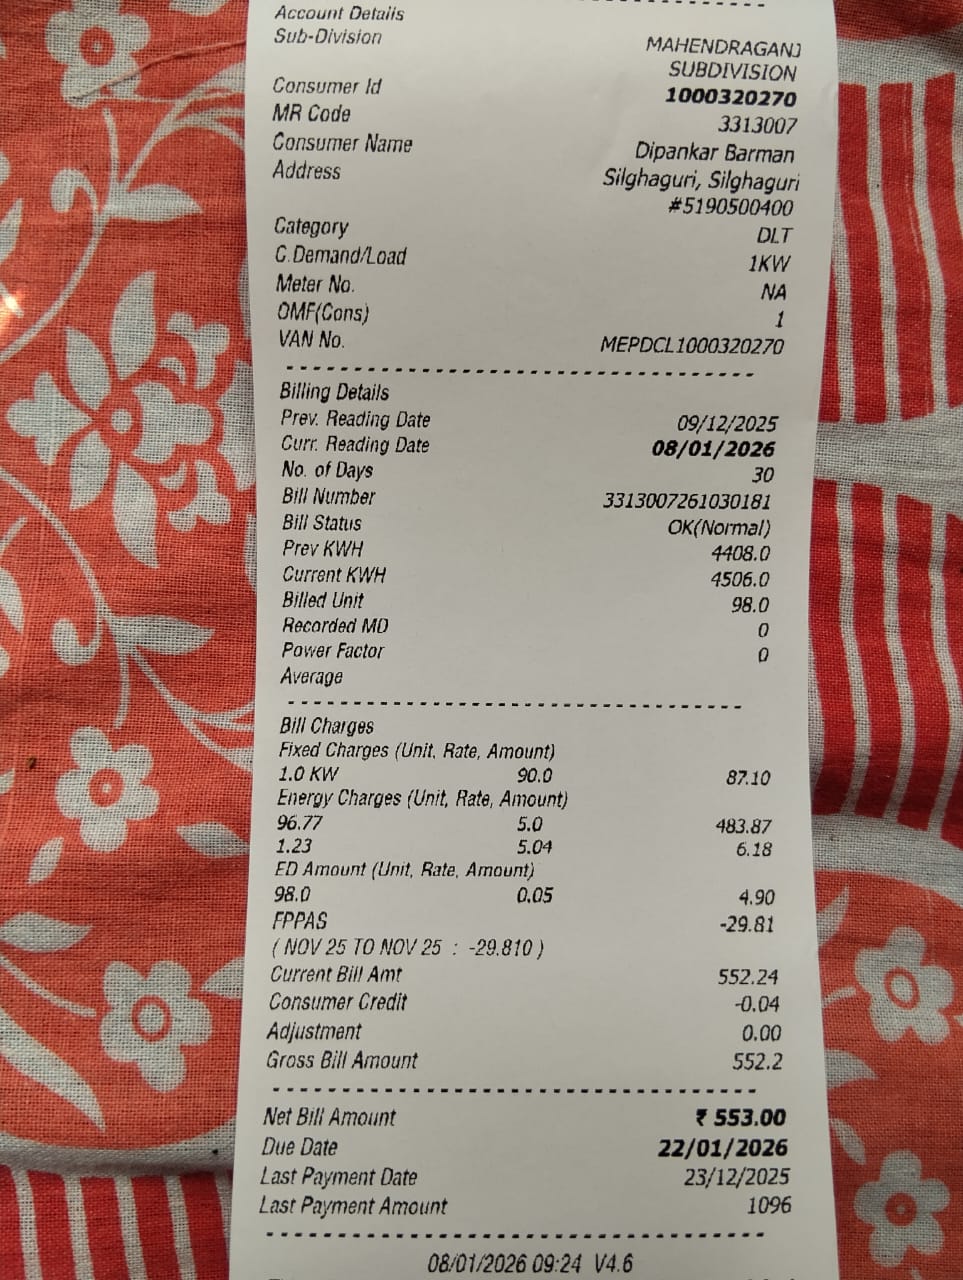 Account Details
Sub-Division MAHENDRAGANJ
SUBDIVISION
Consumer Id 1000320270
MR Code 3313007
Consumer Name Dipankar Barman
Address Silghaguri, Silghaguri
#5190500400
Category DLT
C.Demand/Load 1KW
Meter No. NA
OMF(Cons) 1
VAN No. MEPDCL1000320270
Billing Details
Prev. Reading Date 09/12/2025
Curr. Reading Date 08/01/2026
No. of Days 30
Bill Number 3313007261030181
Bill Status OK(Normal)
Prev KWH 4408.0
Current KWH 4506.0
Billed Unit 98.0
Recorded MD 0
Power Factor 0
Average
Bill Charges
Fixed Charges (Unit, Rate, Amount)
1.0 KW 90.0 87.10
Energy Charges (Unit, Rate, Amount)
96.77 5.0 483.87
1.23 5.04 6.18
ED Amount (Unit, Rate, Amount)
98.0 0.05 4.90
FPPAS -29.81
( NOV 25 TO NOV 25 : -29.810 )
Current Bill Amt 552.24
Consumer Credit -0.04
Adjustment 0.00
Gross Bill Amount 552.2
Net Bill Amount ₹ 553.00
Due Date 22/01/2026
Last Payment Date 23/12/2025
Last Payment Amount 1096
08/01/2026 09:24 V4.6